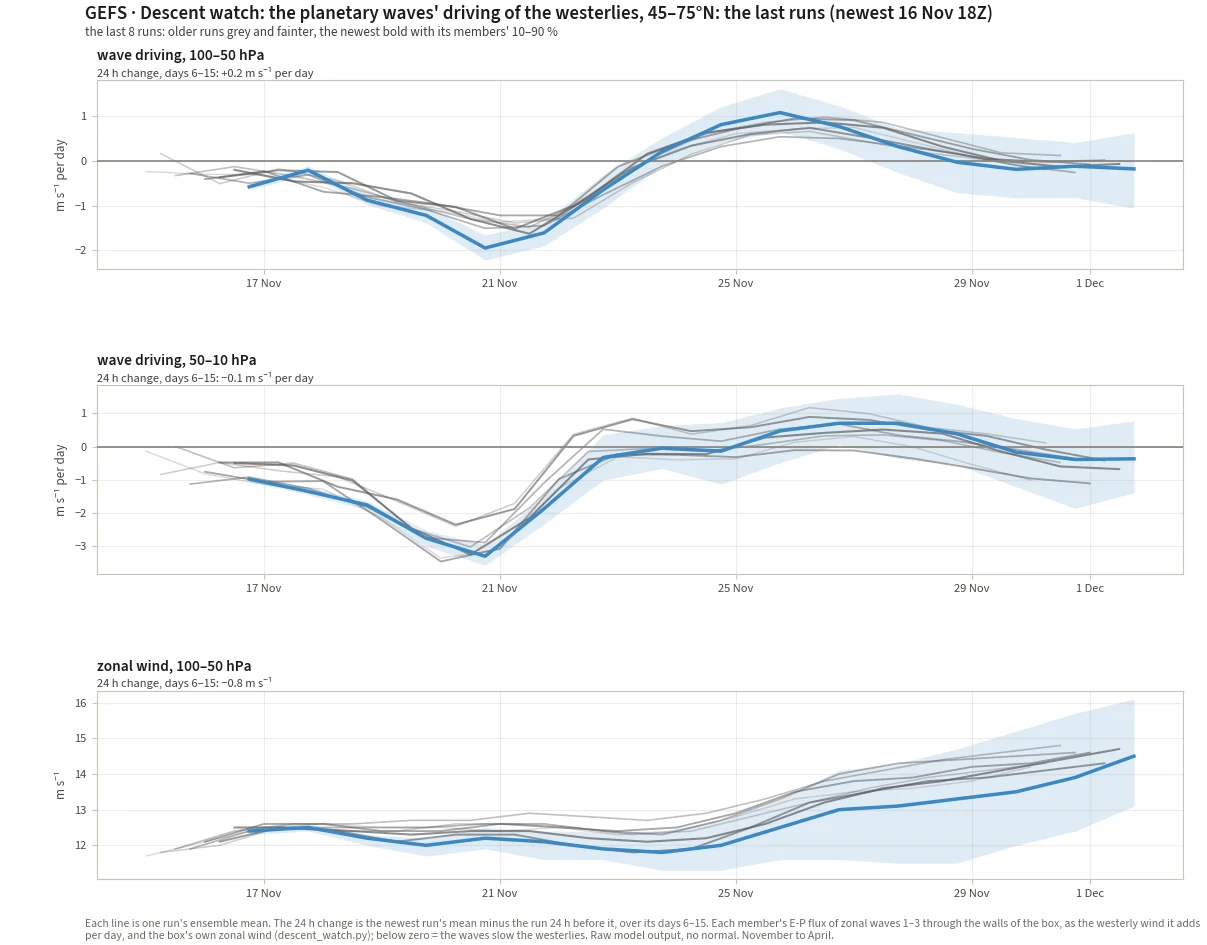 GEFS · Descent watch: the planetary waves' driving of the westerlies, 45–75°N: the last runs (newest 16 Nov 18Z)
the last 8 runs: older runs grey and fainter, the newest bold with its members' 10–90 %
wave driving, 100–50 hPa
24 h change, days 6–15: +0.2 m s⁻¹ per day
m s⁻¹ per day
1
0
−1
−2
17 Nov
21 Nov
25 Nov
29 Nov
1 Dec
wave driving, 50–10 hPa
24 h change, days 6–15: −0.1 m s⁻¹ per day
m s⁻¹ per day
1
0
−1
−2
−3
17 Nov
21 Nov
25 Nov
29 Nov
1 Dec
zonal wind, 100–50 hPa
24 h change, days 6–15: −0.8 m s⁻¹
m s⁻¹
16
15
14
13
12
17 Nov
21 Nov
25 Nov
29 Nov
1 Dec
Each line is one run's ensemble mean. The 24 h change is the newest run's mean minus the run 24 h before it, over its days 6–15. Each member's E-P flux of zonal waves 1–3 through the walls of the box, as the westerly wind it adds
per day, and the box's own zonal wind (descent_watch.py); below zero = the waves slow the westerlies. Raw model output, no normal. November to April.